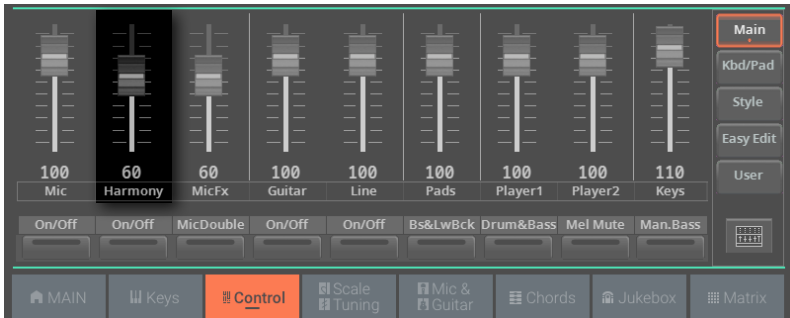 Main
Kbd/Pad
Style
Easy Edit
User
100 60 60 100 100 100 100 100 110
Mic Harmony MicFx Guitar Line Pads Player1 Player2 Keys
On/Off On/Off MicDouble On/Off On/Off Bs&LwBck Drum&Bass Mel Mute Man.Bass
MAIN Keys Control Scale Tuning Mic & Guitar Chords Jukebox Matrix